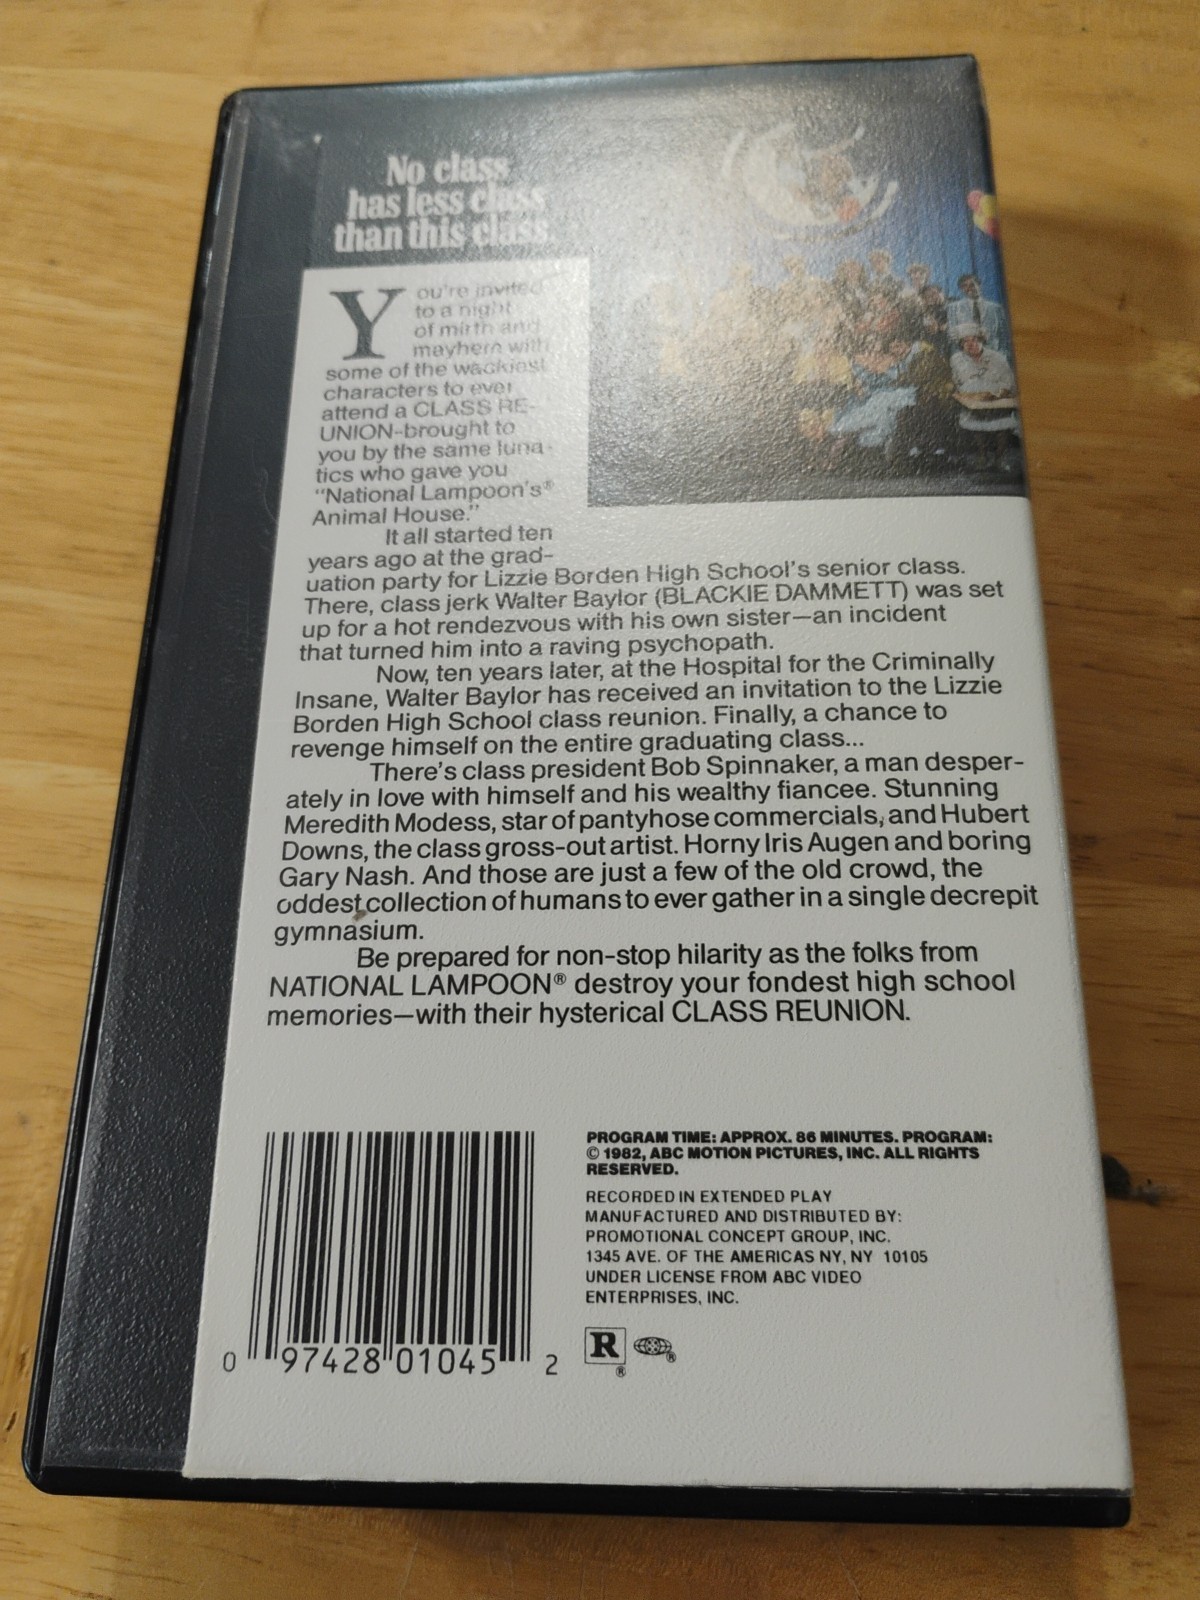 No class
has less class
than this class.
You're invited
to a night
of mirth and
mayhem with
some of the wackiest
characters to ever
attend a CLASS RE-
UNION-brought to
you by the same luna-
tics who gave you
"National Lampoon's®
Animal House."
It all started ten
years ago at the grad-
uation party for Lizzie Borden High School's senior class.
There, class jerk Walter Baylor (BLACKIE DAMMETT) was set
up for a hot rendezvous with his own sister—an incident
that turned him into a raving psychopath.
Now, ten years later, at the Hospital for the Criminally
Insane, Walter Baylor has received an invitation to the Lizzie
Borden High School class reunion. Finally, a chance to
revenge himself on the entire graduating class...
There's class president Bob Spinnaker, a man desper-
ately in love with himself and his wealthy fiancee. Stunning
Meredith Modess, star of pantyhose commercials, and Hubert
Downs, the class gross-out artist. Horny Iris Augen and boring
Gary Nash. And those are just a few of the old crowd, the
oddest collection of humans to ever gather in a single decrepit
gymnasium.
Be prepared for non-stop hilarity as the folks from
NATIONAL LAMPOON® destroy your fondest high school
memories—with their hysterical CLASS REUNION.
PROGRAM TIME: APPROX. 86 MINUTES. PROGRAM:
© 1982, ABC MOTION PICTURES, INC. ALL RIGHTS
RESERVED.
RECORDED IN EXTENDED PLAY
MANUFACTURED AND DISTRIBUTED BY:
PROMOTIONAL CONCEPT GROUP, INC.
1345 AVE. OF THE AMERICAS NY, NY 10105
UNDER LICENSE FROM ABC VIDEO
ENTERPRISES, INC.
R ® ®
0 97428 01045 2